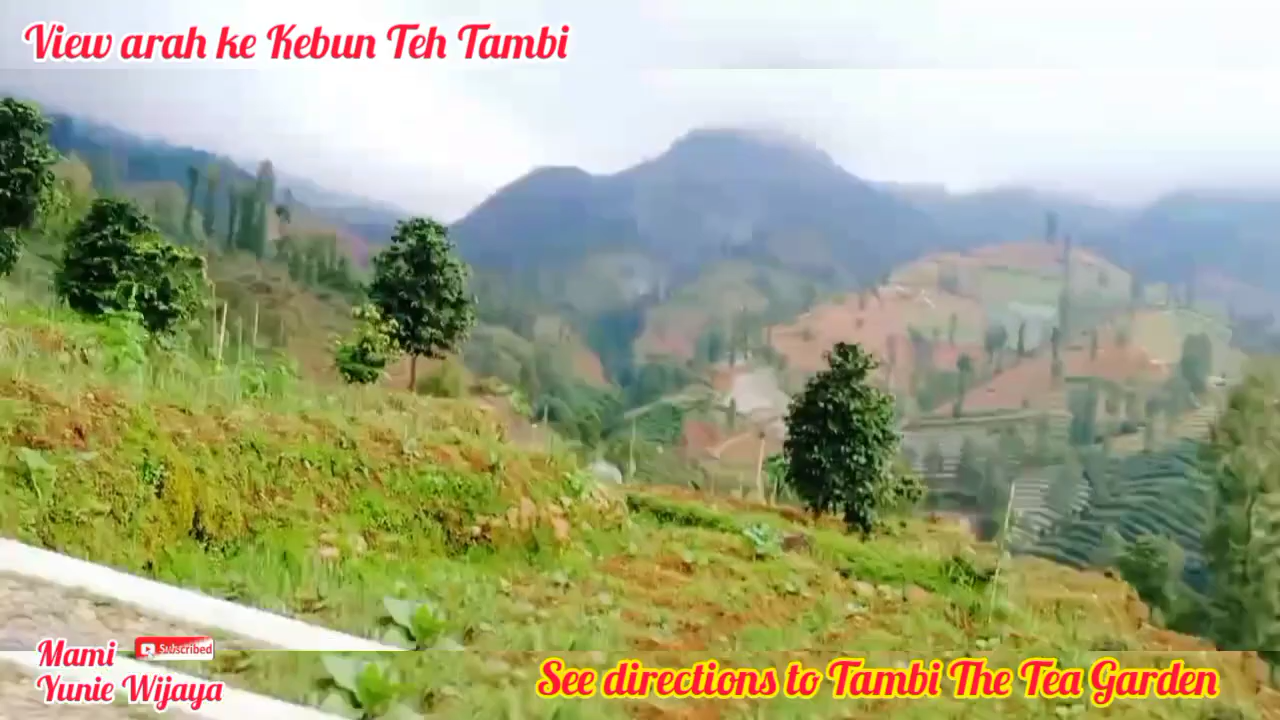 View arah ke Kebun Teh Tambi
Mami
Subscribed
Yunie Wijaya
See directions to Tambi The Tea Garden